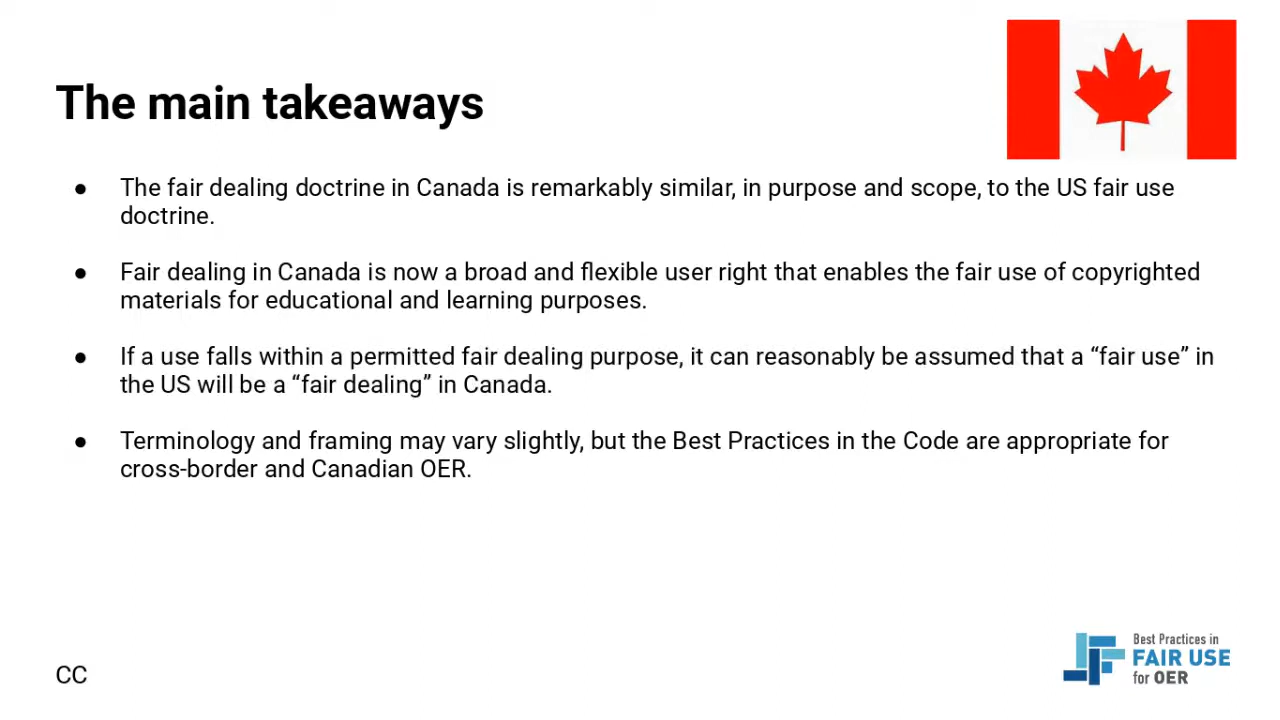 The main takeaways
● The fair dealing doctrine in Canada is remarkably similar, in purpose and scope, to the US fair use
doctrine.
● Fair dealing in Canada is now a broad and flexible user right that enables the fair use of copyrighted
materials for educational and learning purposes.
● If a use falls within a permitted fair dealing purpose, it can reasonably be assumed that a “fair use” in
the US will be a “fair dealing” in Canada.
● Terminology and framing may vary slightly, but the Best Practices in the Code are appropriate for
cross-border and Canadian OER.
CC
Best Practices in
FAIR USE
for OER